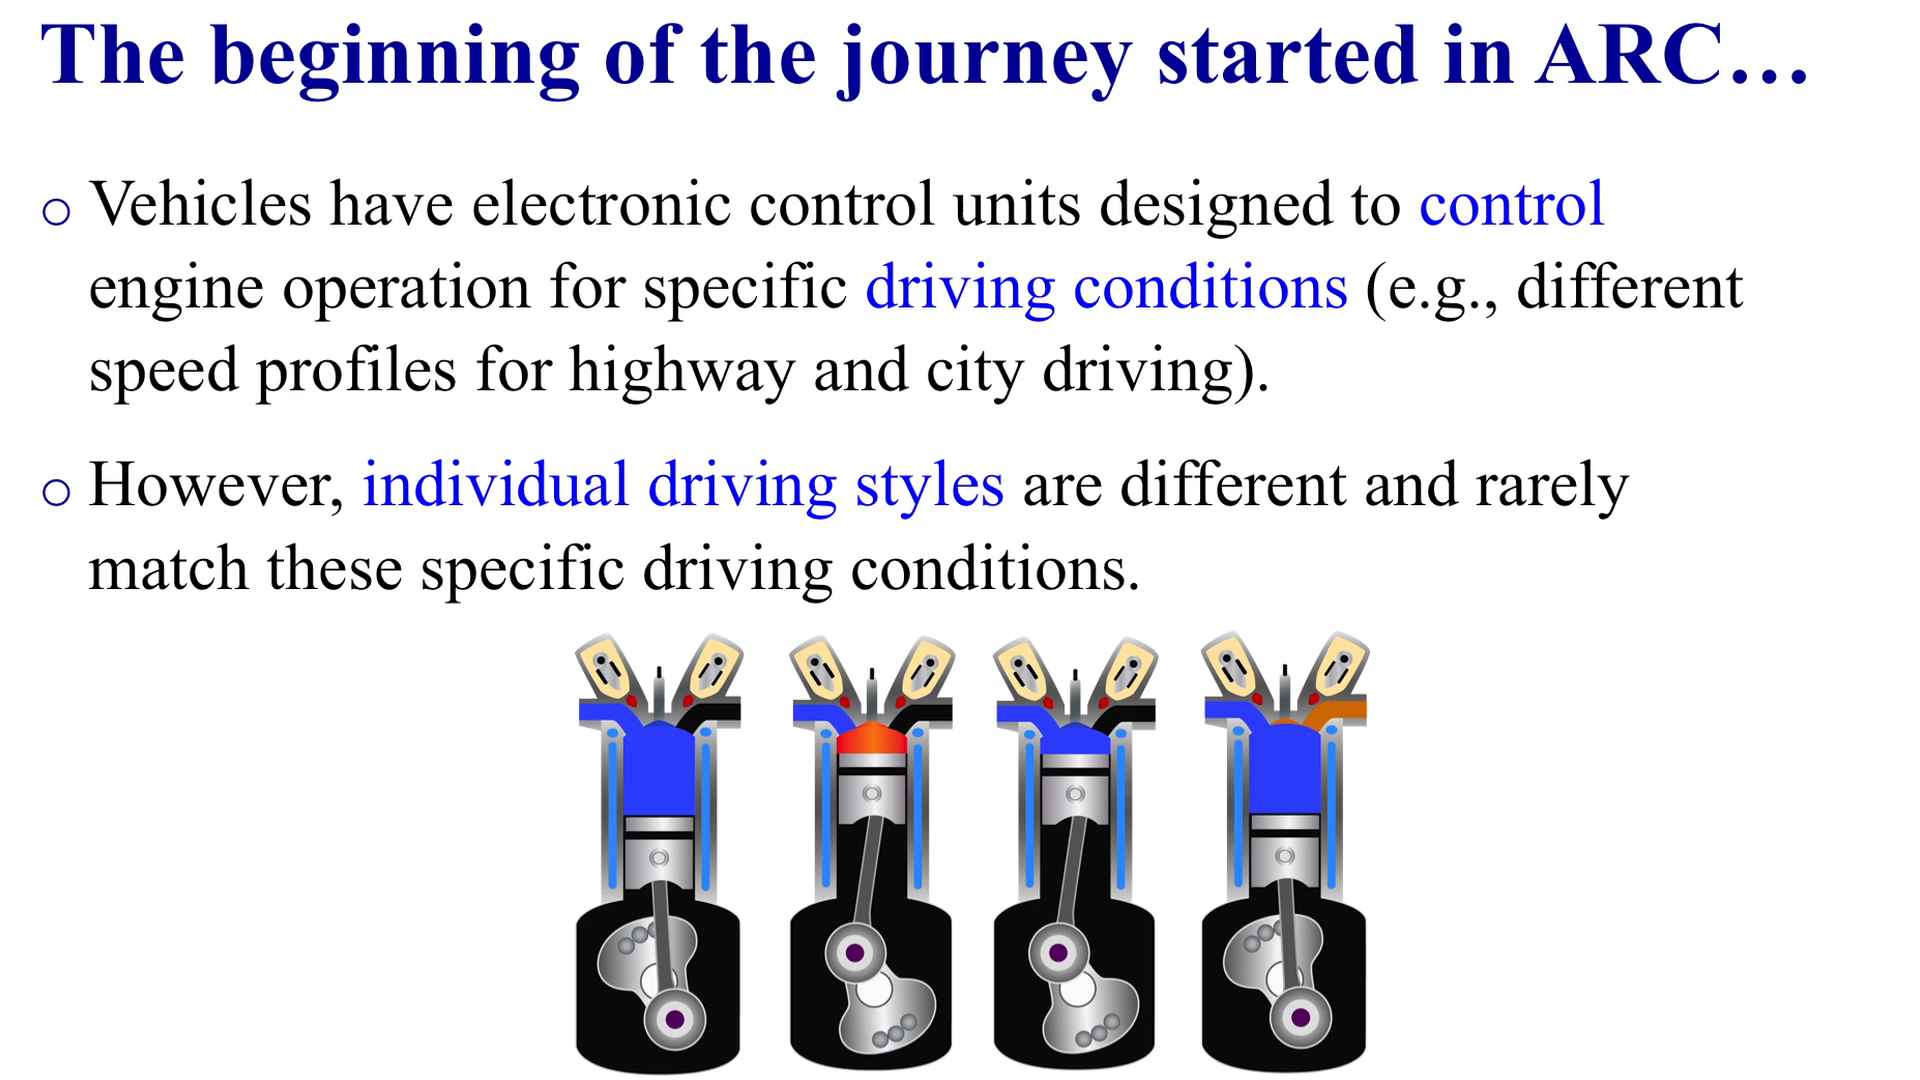 The beginning of the journey started in ARC…
○ Vehicles have electronic control units designed to control
engine operation for specific driving conditions (e.g., different
speed profiles for highway and city driving).
○ However, individual driving styles are different and rarely
match these specific driving conditions.